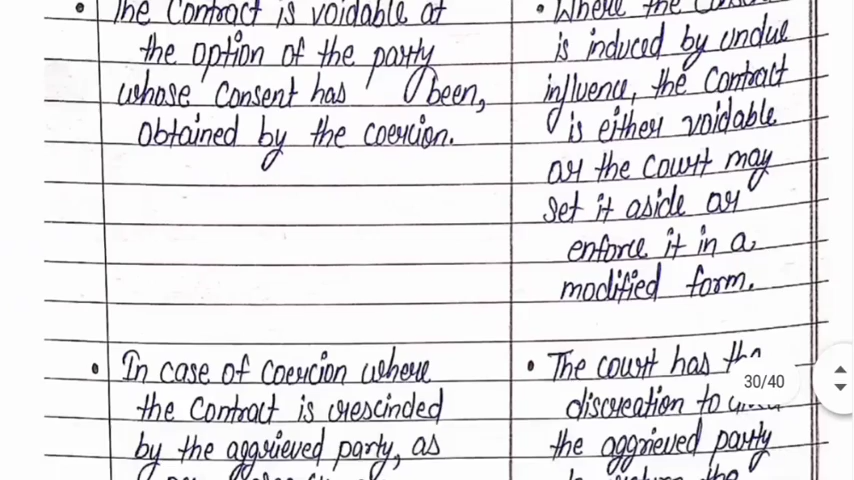 The Contract is voidable at
the option of the party
whose Consent has been,
obtained by the coercion.
• Where the
is induced by undue
influence, the Contract
is either voidable
or the court may
set it aside or
enforce it in a
modified form.
• In case of Coercion where
the Contract is rescinded
by the aggrieved party, as
• The court has the
discreation to
the aggrieved party
the
30/40